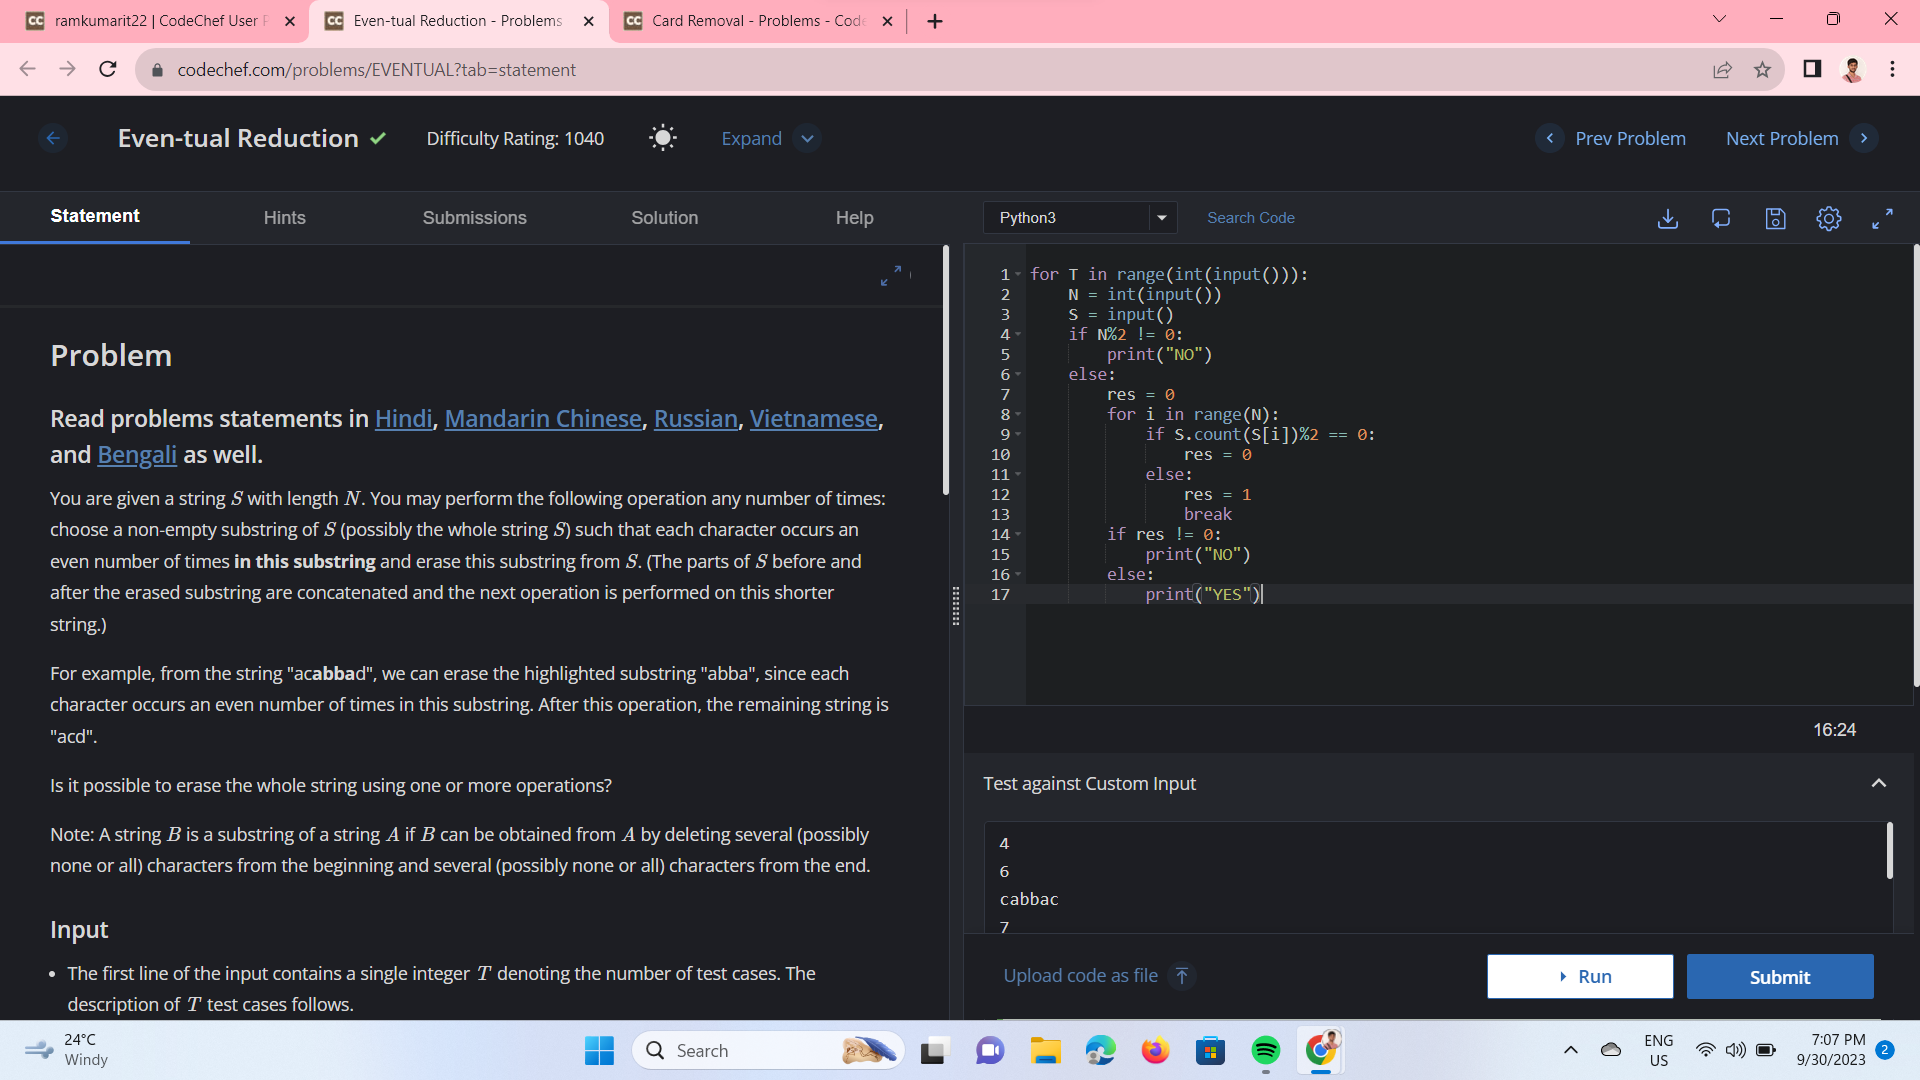 ramkumarit22 | CodeChef User P
Even-tual Reduction - Problems
Card Removal - Problems - Code
codechef.com/problems/EVENTUAL?tab=statement
Even-tual Reduction
Difficulty Rating: 1040
Expand
Prev Problem
Next Problem
Statement
Hints
Submissions
Solution
Help
Python3
Search Code
Problem
Read problems statements in Hindi, Mandarin Chinese, Russian, Vietnamese,
and Bengali as well.
You are given a string S with length N. You may perform the following operation any number of times:
choose a non-empty substring of S (possibly the whole string S) such that each character occurs an
even number of times in this substring and erase this substring from S. (The parts of S before and
after the erased substring are concatenated and the next operation is performed on this shorter
string.)
For example, from the string "acabbad", we can erase the highlighted substring "abba", since each
character occurs an even number of times in this substring. After this operation, the remaining string is
"acd".
Is it possible to erase the whole string using one or more operations?
Note: A string B is a substring of a string A if B can be obtained from A by deleting several (possibly
none or all) characters from the beginning and several (possibly none or all) characters from the end.
Input
• The first line of the input contains a single integer T denoting the number of test cases. The
description of T test cases follows.
1 for T in range(int(input())):
2 N = int(input())
3 S = input()
4 if N%2 != 0:
5 print("NO")
6 else:
7 res = 0
8 for i in range(N):
9 if S.count(S[i])%2 == 0:
10 res = 0
11 else:
12 res = 1
13 break
14 if res != 0:
15 print("NO")
16 else:
17 print("YES")
16:24
Test against Custom Input
4
6
cabbac
7
Upload code as file
Run
Submit
24°C
Windy
Search
ENG
US
7:07 PM
9/30/2023
2